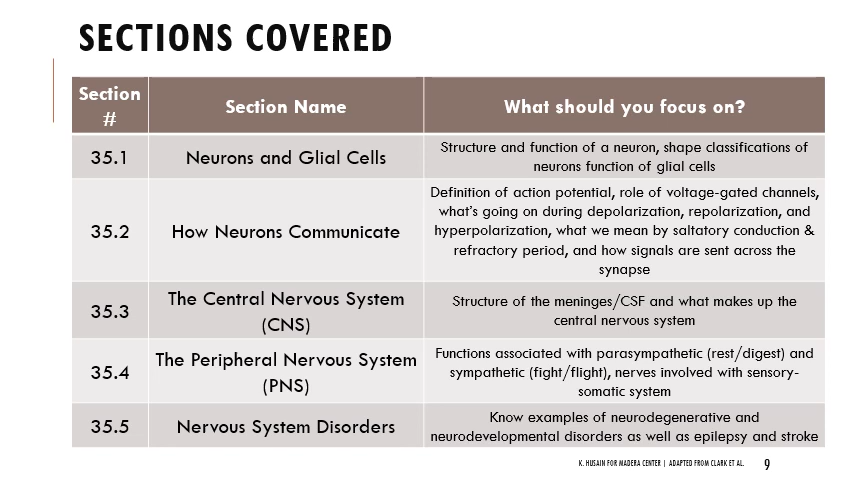 SECTIONS COVERED
Section
#
Section Name
What should you focus on?
35.1
Neurons and Glial Cells
Structure and function of a neuron, shape classifications of
neurons function of glial cells
35.2
How Neurons Communicate
Definition of action potential, role of voltage-gated channels,
what's going on during depolarization, repolarization, and
hyperpolarization, what we mean by saltatory conduction &
refractory period, and how signals are sent across the
synapse
35.3
The Central Nervous System
(CNS)
Structure of the meninges/CSF and what makes up the
central nervous system
35.4
The Peripheral Nervous System
(PNS)
Functions associated with parasympathetic (rest/digest) and
sympathetic (fight/flight), nerves involved with sensory-
somatic system
35.5
Nervous System Disorders
Know examples of neurodegenerative and
neurodevelopmental disorders as well as epilepsy and stroke
K. HUSAIN FOR MADERA CENTER | ADAPTED FROM CLARK ET AL.
9